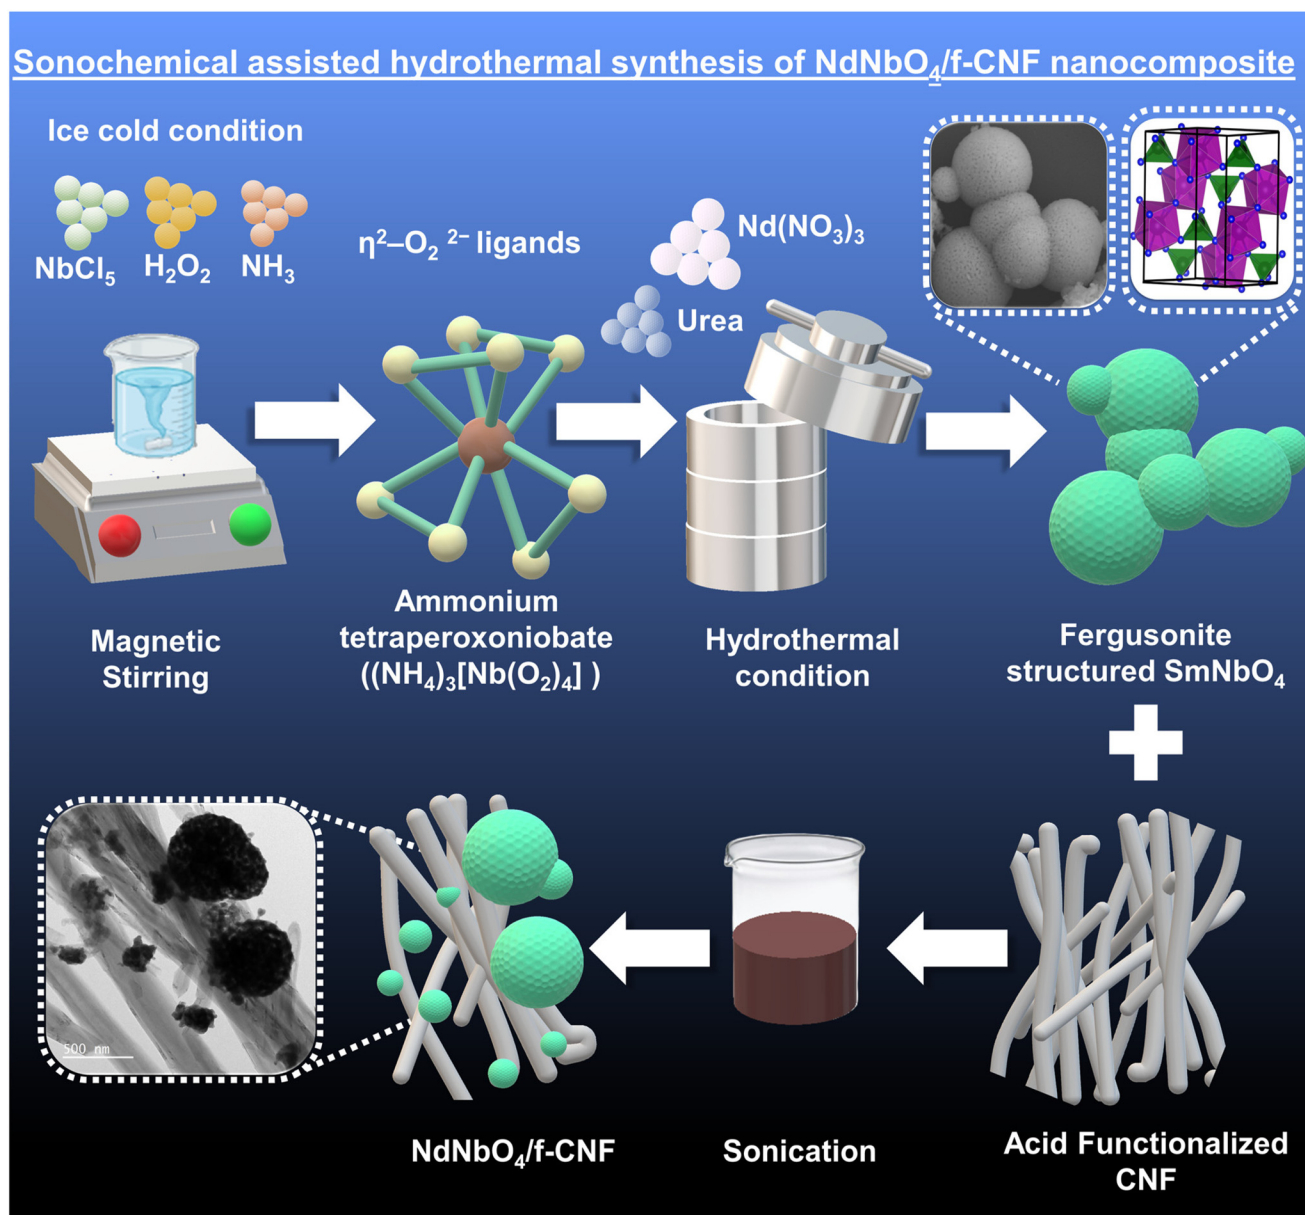 Sonochemical assisted hydrothermal synthesis of NdNbO₄/f-CNF nanocomposite
Ice cold condition
NbCl₅
H₂O₂
NH₃
η²–O₂ ²⁻ ligands
Nd(NO₃)₃
Urea
Magnetic
Stirring
Ammonium
tetraperoxoniobate
((NH₄)₃[Nb(O₂)₄] )
Hydrothermal
condition
Fergusonite
structured SmNbO₄
500 nm
NdNbO₄/f-CNF
Sonication
Acid Functionalized
CNF